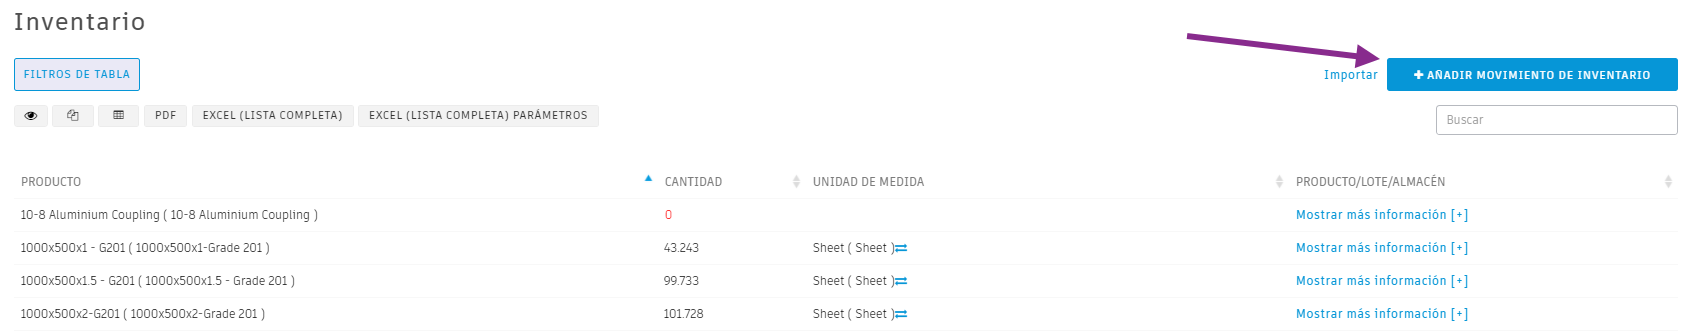 Inventario
FILTROS DE TABLA
Importar
AÑADIR MOVIMIENTO DE INVENTARIO
PDF EXCEL (LISTA COMPLETA) EXCEL (LISTA COMPLETA) PARÁMETROS
Buscar
PRODUCTO CANTIDAD UNIDAD DE MEDIDA PRODUCTO/LOTE/ALMACÉN
10-8 Aluminium Coupling ( 10-8 Aluminium Coupling ) 0 Mostrar más información [+]
1000x500x1 - G201 ( 1000x500x1-Grade 201 ) 43.243 Sheet ( Sheet ) Mostrar más información [+]
1000x500x1.5 - G201 ( 1000x500x1.5 - Grade 201 ) 99.733 Sheet ( Sheet ) Mostrar más información [+]
1000x500x2-G201 ( 1000x500x2-Grade 201 ) 101.728 Sheet ( Sheet ) Mostrar más información [+]